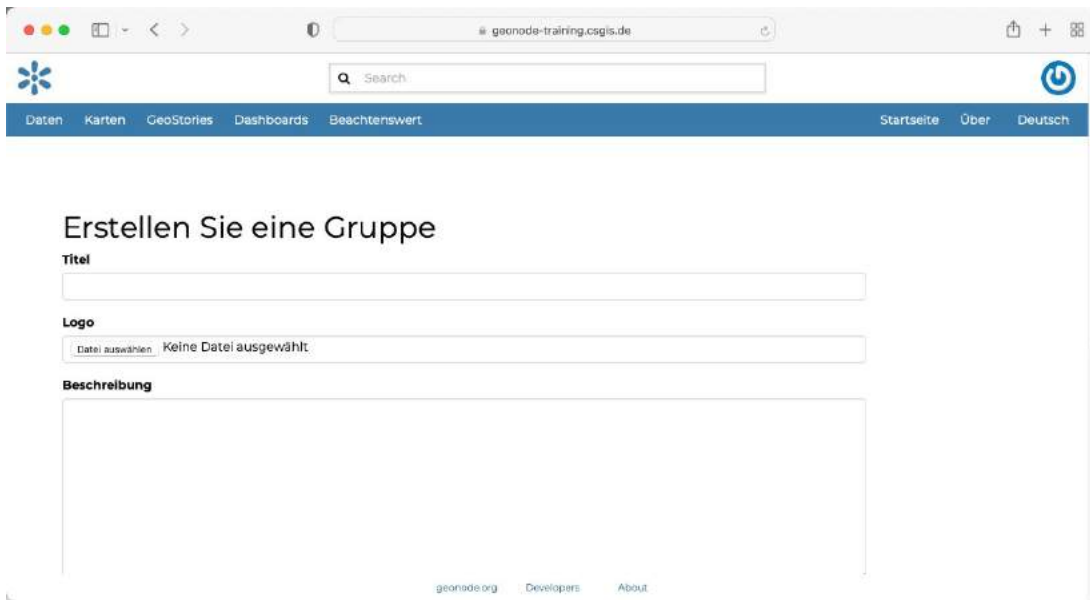 geonode-training.csgis.de
Search
Daten Karten GeoStories Dashboards Beachtenswert Startseite Über Deutsch
Erstellen Sie eine Gruppe
Titel
Logo
Datei auswählen Keine Datei ausgewählt
Beschreibung
geonode.org Developers About